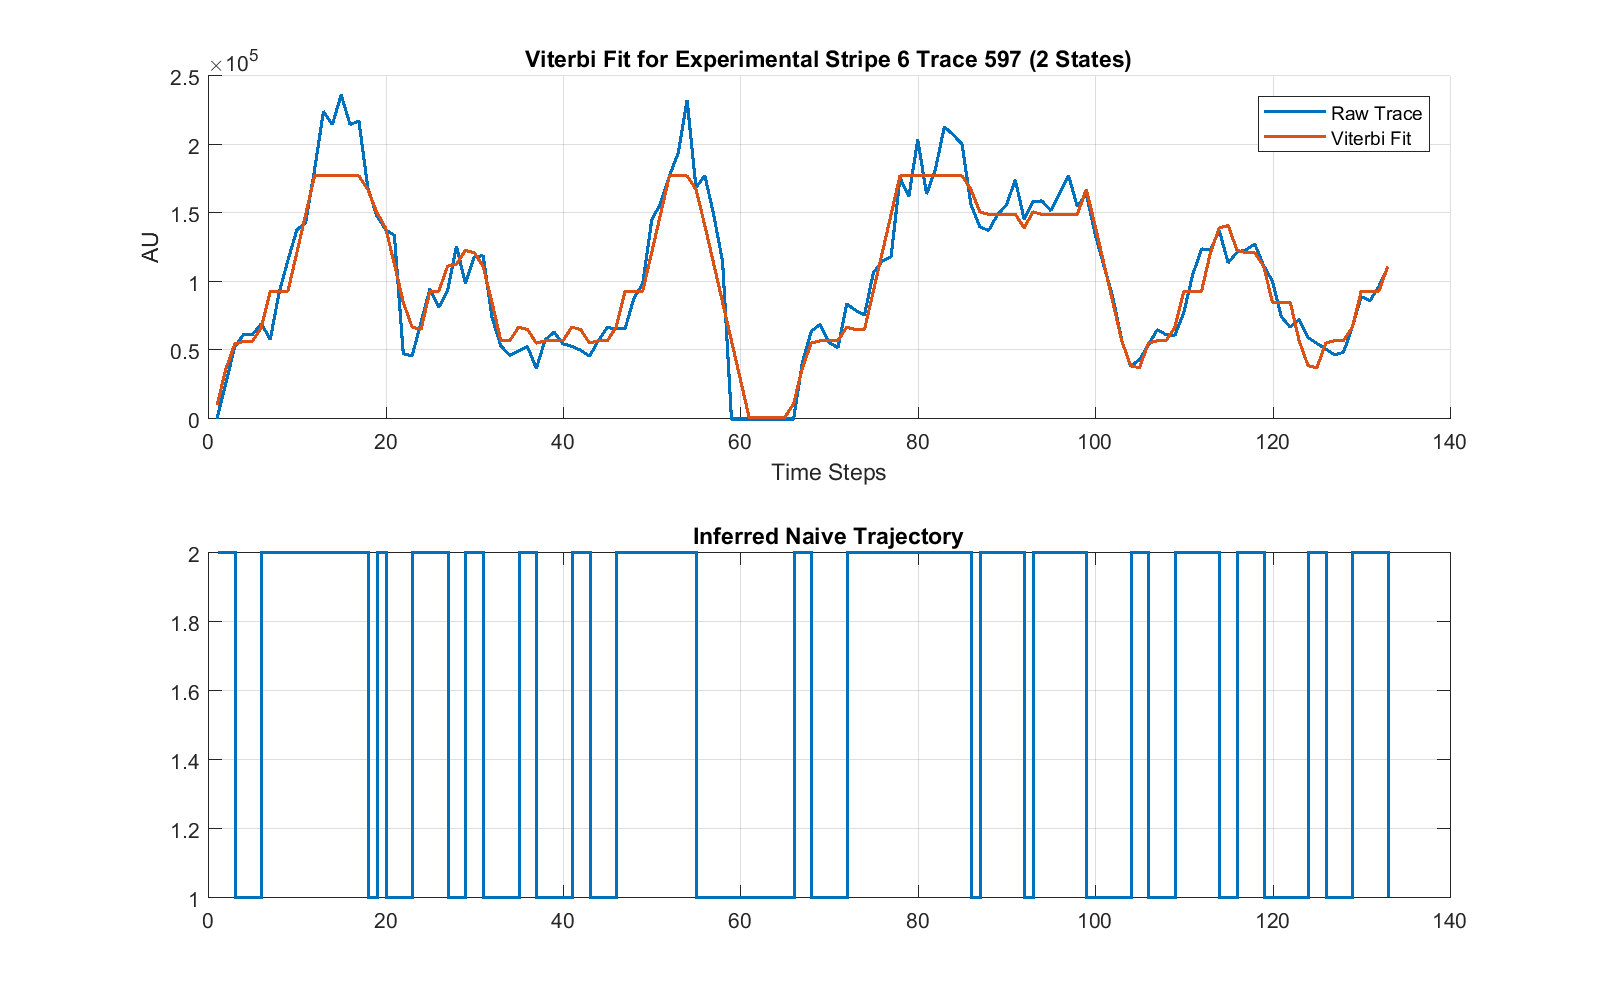 Viterbi Fit for Experimental Stripe 6 Trace 597 (2 States)
×10^5
2.5
2
1.5
1
0.5
0
AU
Raw Trace
Viterbi Fit
0 20 40 60 80 100 120 140
Time Steps
Inferred Naive Trajectory
2
1.8
1.6
1.4
1.2
1
0 20 40 60 80 100 120 140